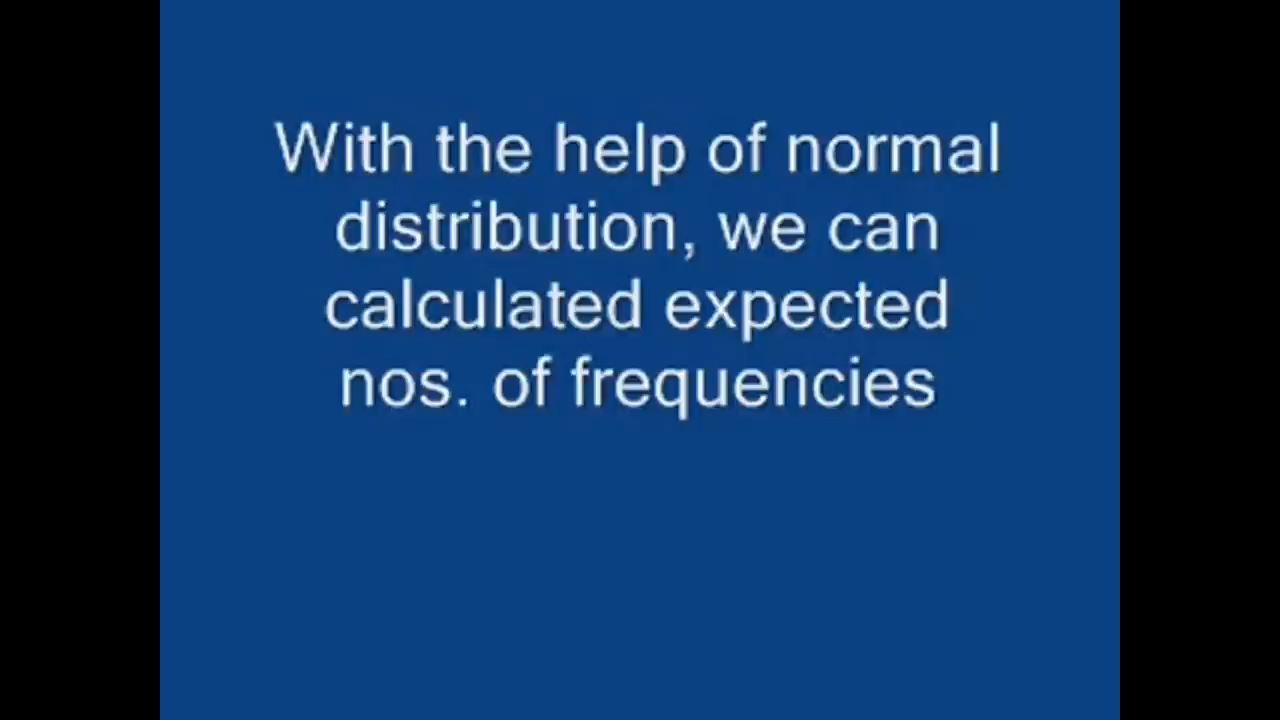 With the help of normal
distribution, we can
calculated expected
nos. of frequencies